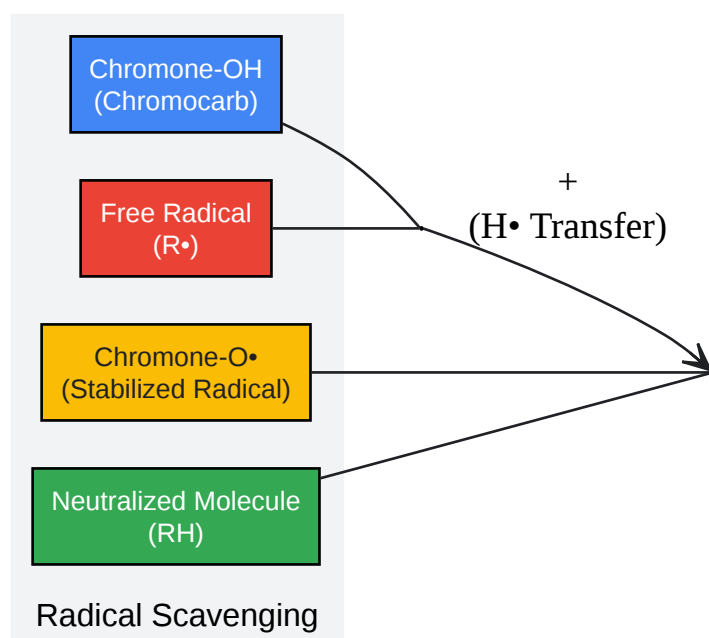 Chromone-OH
(Chromocarb)
Free Radical
(R•)
+
(H• Transfer)
Chromone-O•
(Stabilized Radical)
Neutralized Molecule
(RH)
Radical Scavenging